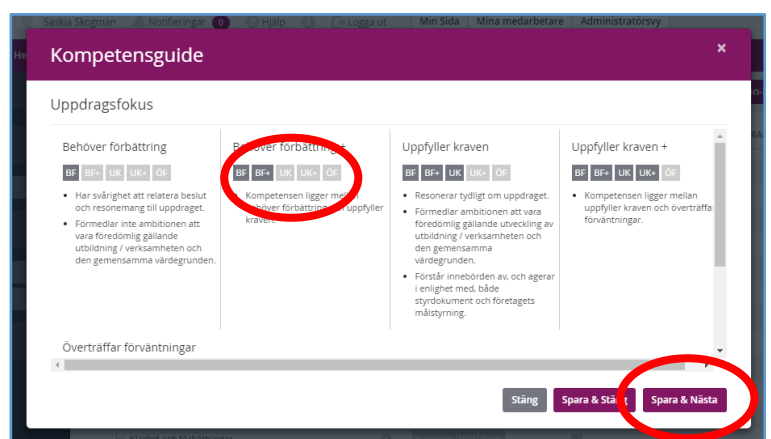 Saskia Skogman Notifieringar 0 Hjälp Logga ut Min Sida Mina medarbetare Administratörsvy
He
Kompetensguide ×
Uppdragsfokus
Behöver förbättring
BF BF+ UK UK+ ÖF
• Har svårighet att relatera beslut
och resonemang till uppdraget.
• Förmedlar inte ambitionen att
vara föredömlig gällande
utbildning / verksamheten och
den gemensamma värdegrunden.
Behöver förbättring +
BF BF+ UK UK+ ÖF
• Kompetensen ligger mellan
behöver förbättring och uppfyller
kraven.
Uppfyller kraven
BF BF+ UK UK+ ÖF
• Resonerar tydligt om uppdraget.
• Förmedlar ambitionen att vara
föredömlig gällande utveckling av
utbildning / verksamheten och
den gemensamma
värdegrunden.
• Förstår innebörden av, och agerar
i enlighet med, både
styrdokument och företagets
målstyrning.
Uppfyller kraven +
BF BF+ UK UK+ ÖF
• Kompetensen ligger mellan
uppfyller kraven och överträffa
förväntningar.
Överträffar förväntningar
Stäng Spara & Stäng Spara & Nästa